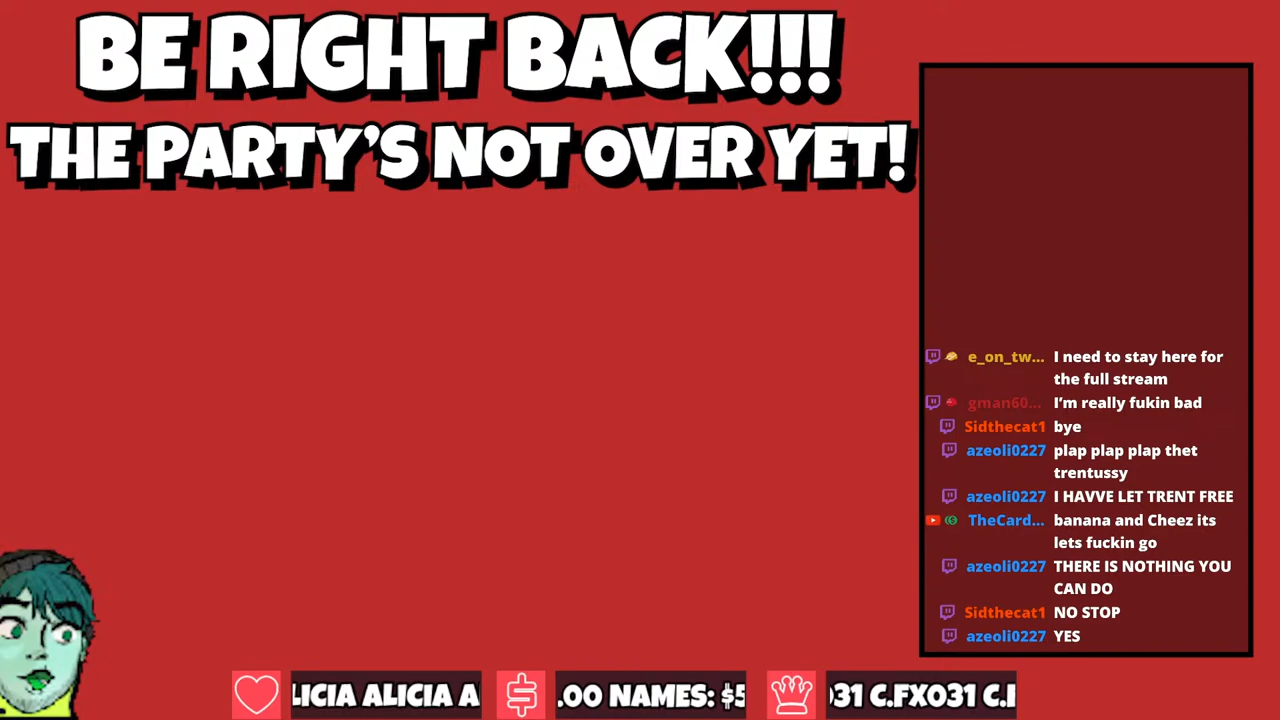 BE RIGHT BACK!!!
THE PARTY'S NOT OVER YET!
e_on_tw... I need to stay here for
the full stream
gman60... I'm really fukin bad
Sidthecat1 bye
azeoli0227 plap plap plap thet
trentussy
azeoli0227 I HAVVE LET TRENT FREE
TheCard... banana and Cheez its
lets fuckin go
azeoli0227 THERE IS NOTHING YOU
CAN DO
Sidthecat1 NO STOP
azeoli0227 YES
LICIA ALICIA A
.00 NAMES: $5
031 C.FX031 C.F